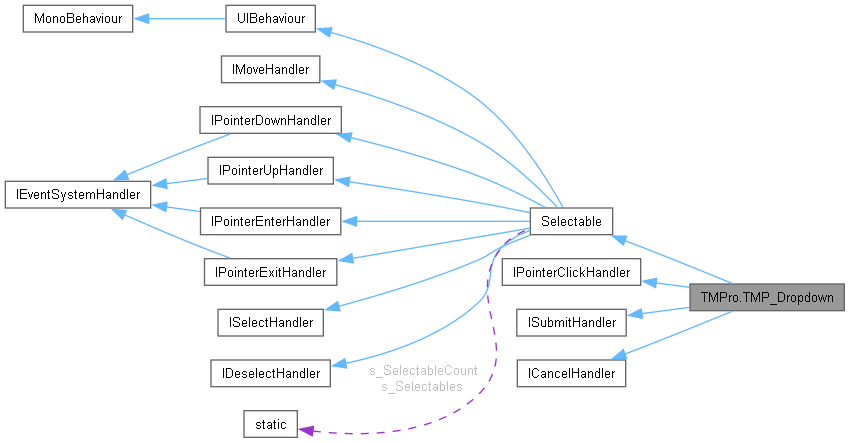 MonoBehaviour
UIBehaviour
IMoveHandler
IPointerDownHandler
IPointerUpHandler
IEventSystemHandler
IPointerEnterHandler
Selectable
IPointerExitHandler
IPointerClickHandler
TMPro.TMP_Dropdown
ISelectHandler
ISubmitHandler
IDeselectHandler
s_SelectableCount
s_Selectables
ICancelHandler
static